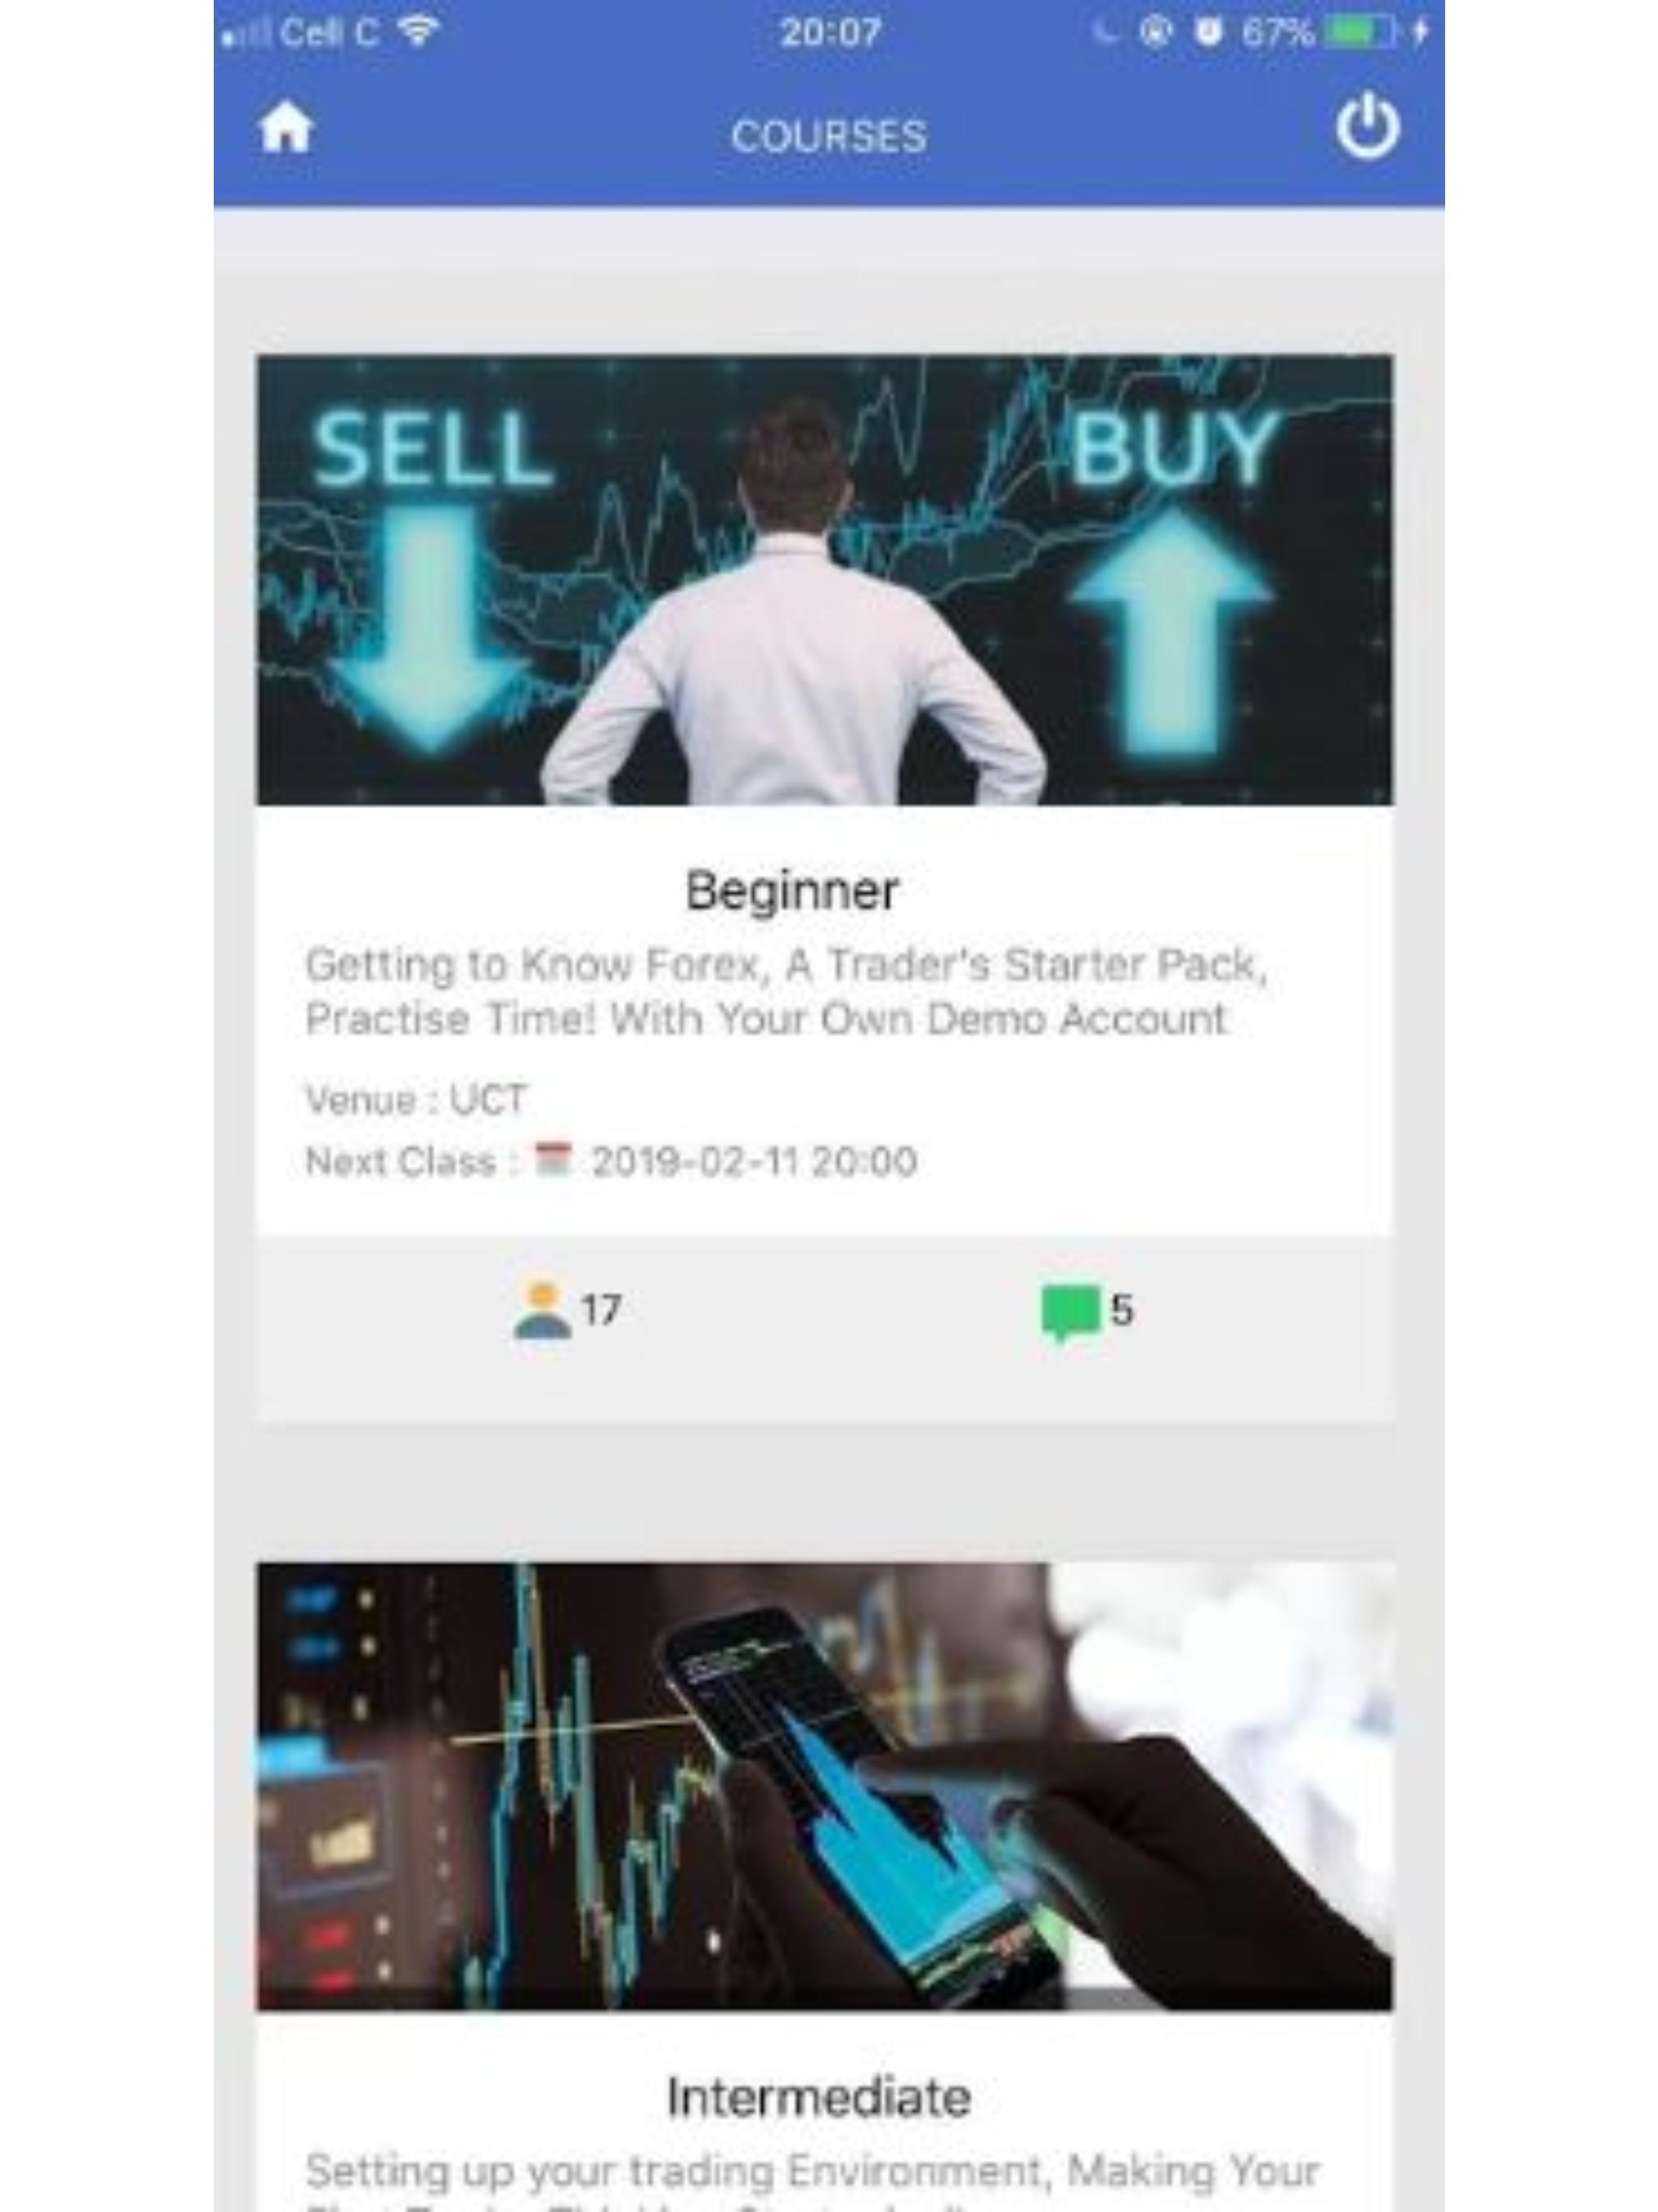 Cell C 20:07 67%
COURSES
SELL BUY
Beginner
Getting to Know Forex, A Trader's Starter Pack,
Practise Time! With Your Own Demo Account
Venue : UCT
Next Class : 2019-02-11 20:00
17 5
Intermediate
Setting up your trading Environment, Making Your